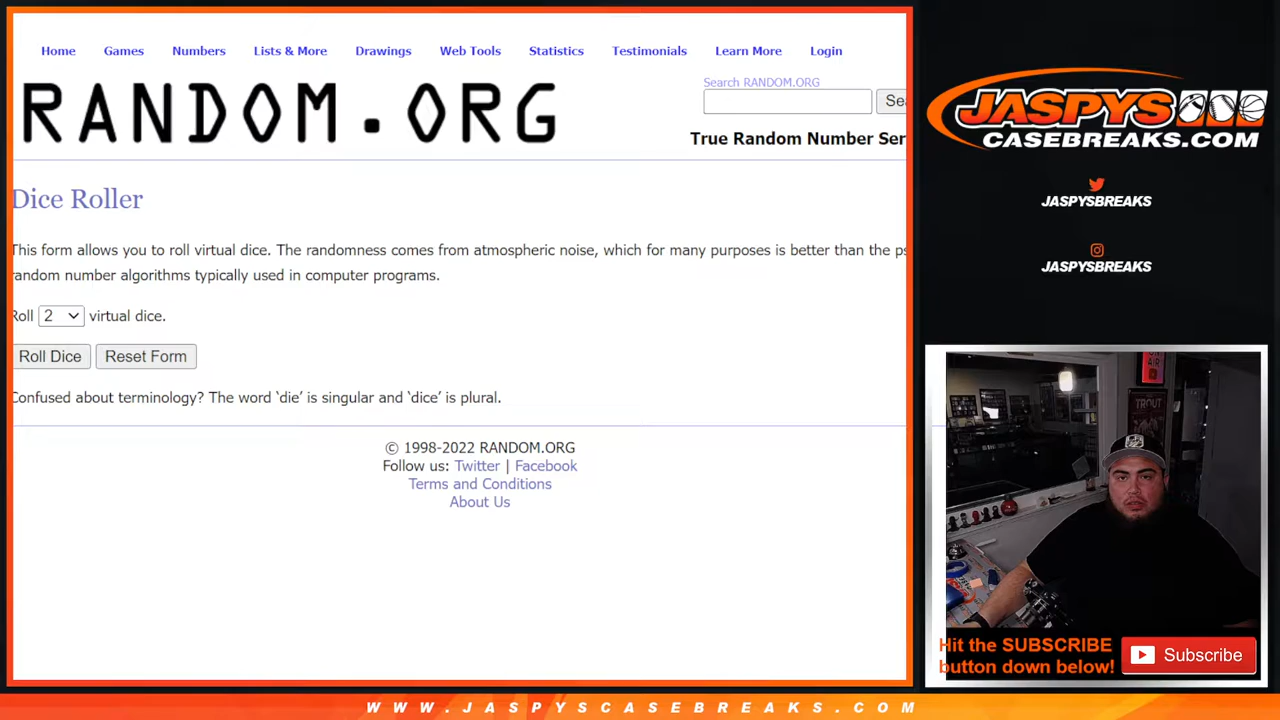 Home Games Numbers Lists & More Drawings Web Tools Statistics Testimonials Learn More Login
RANDOM.ORG
Search RANDOM.ORG
Sea
True Random Number Ser
Dice Roller
This form allows you to roll virtual dice. The randomness comes from atmospheric noise, which for many purposes is better than the ps
random number algorithms typically used in computer programs.
Roll 2 virtual dice.
Roll Dice Reset Form
Confused about terminology? The word ‘die’ is singular and ‘dice’ is plural.
© 1998-2022 RANDOM.ORG
Follow us: Twitter | Facebook
Terms and Conditions
About Us
JASPYS
CASEBREAKS.COM
JASPYSBREAKS
JASPYSBREAKS
ON AIR
TROUT
Hit the SUBSCRIBE
button down below!
Subscribe
WWW.JASPYSCASEBREAKS.COM